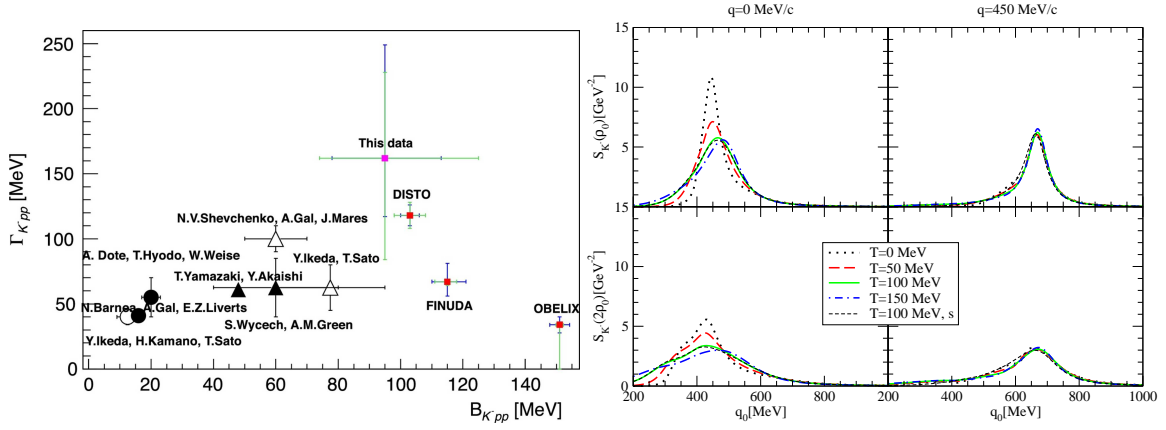 Γ_K⁻pp [MeV]
250
200
150
100
50
0
This data
DISTO
N.V.Shevchenko, A.Gal, J.Mares
A. Dote, T.Hyodo, W.Weise
Y.Ikeda, T.Sato
T.Yamazaki, Y.Akaishi
N.Barnea, A.Gal, E.Z.Liverts
FINUDA
OBELIX
S.Wycech, A.M.Green
Y.Ikeda, H.Kamano, T.Sato
0 20 40 60 80 100 120 140
B_K⁻pp [MeV]
q=0 MeV/c q=450 MeV/c
S_K⁻(ρ₀)[GeV⁻²]
15
10
5
15
S_K⁻(2ρ₀)[GeV⁻²]
10
5
0
T=0 MeV
T=50 MeV
T=100 MeV
T=150 MeV
T=100 MeV, s
200 400 600 800 200 400 600 800 1000
q₀[MeV] q₀[MeV]